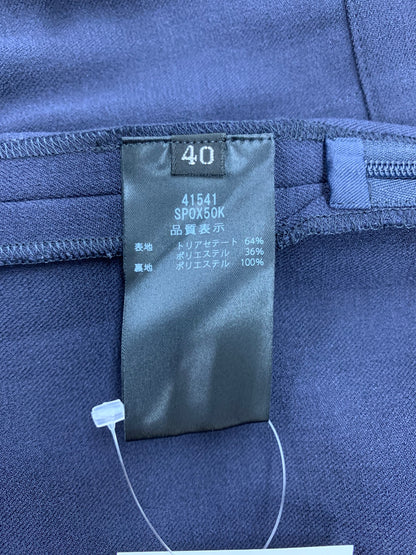 40
41541
SPOX50K
品質表示
表地 トリアセテート 64%
ポリエステル 36%
裏地 ポリエステル 100%